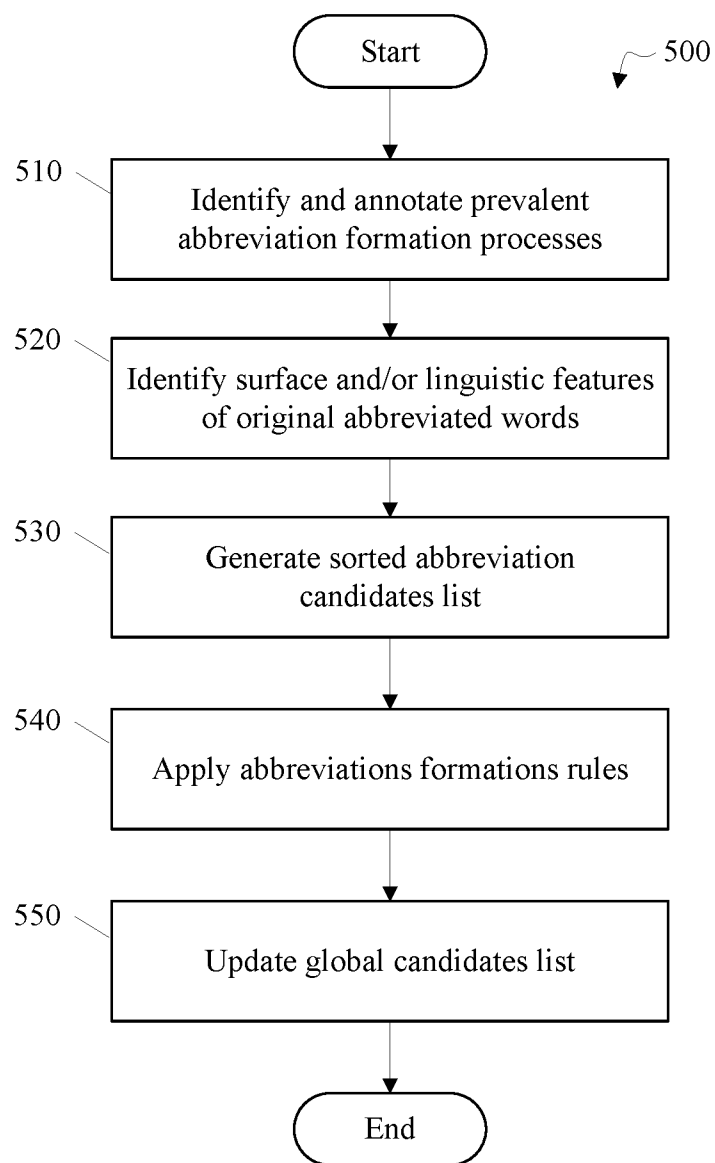 Start
500
510
Identify and annotate prevalent
abbreviation formation processes
520
Identify surface and/or linguistic features
of original abbreviated words
530
Generate sorted abbreviation
candidates list
540
Apply abbreviations formations rules
550
Update global candidates list
End